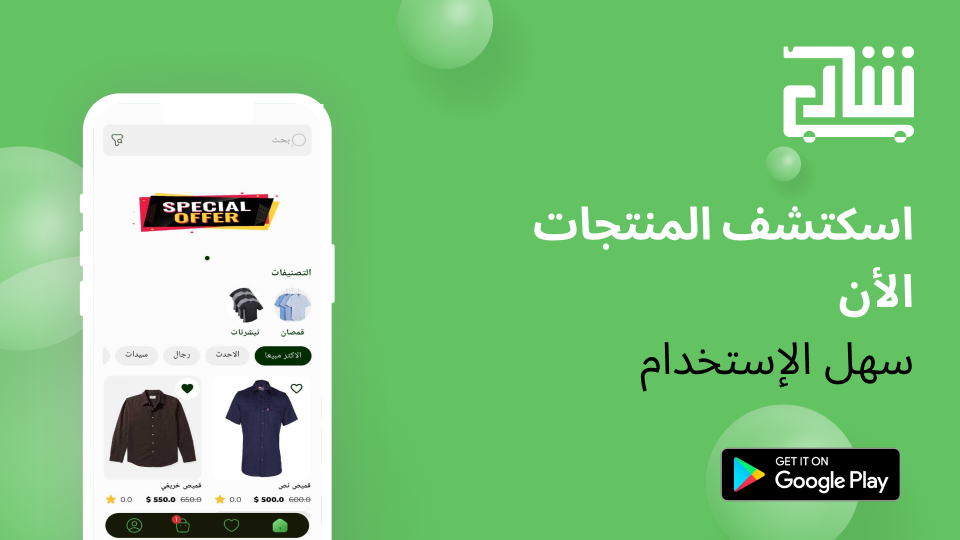 اسكتشف المنتجات
الأن
سهل الإستخدام
GET IT ON
Google Play
بحث
SPECIAL
OFFER
التصنيفات
قمصان
تيشرتات
الاكثر مبيعا
الاحدث
رجال
سيدات
قميص نص
600.0 500.0 $
0.0
قميص خريفي
650.0 550.0 $
0.0
1